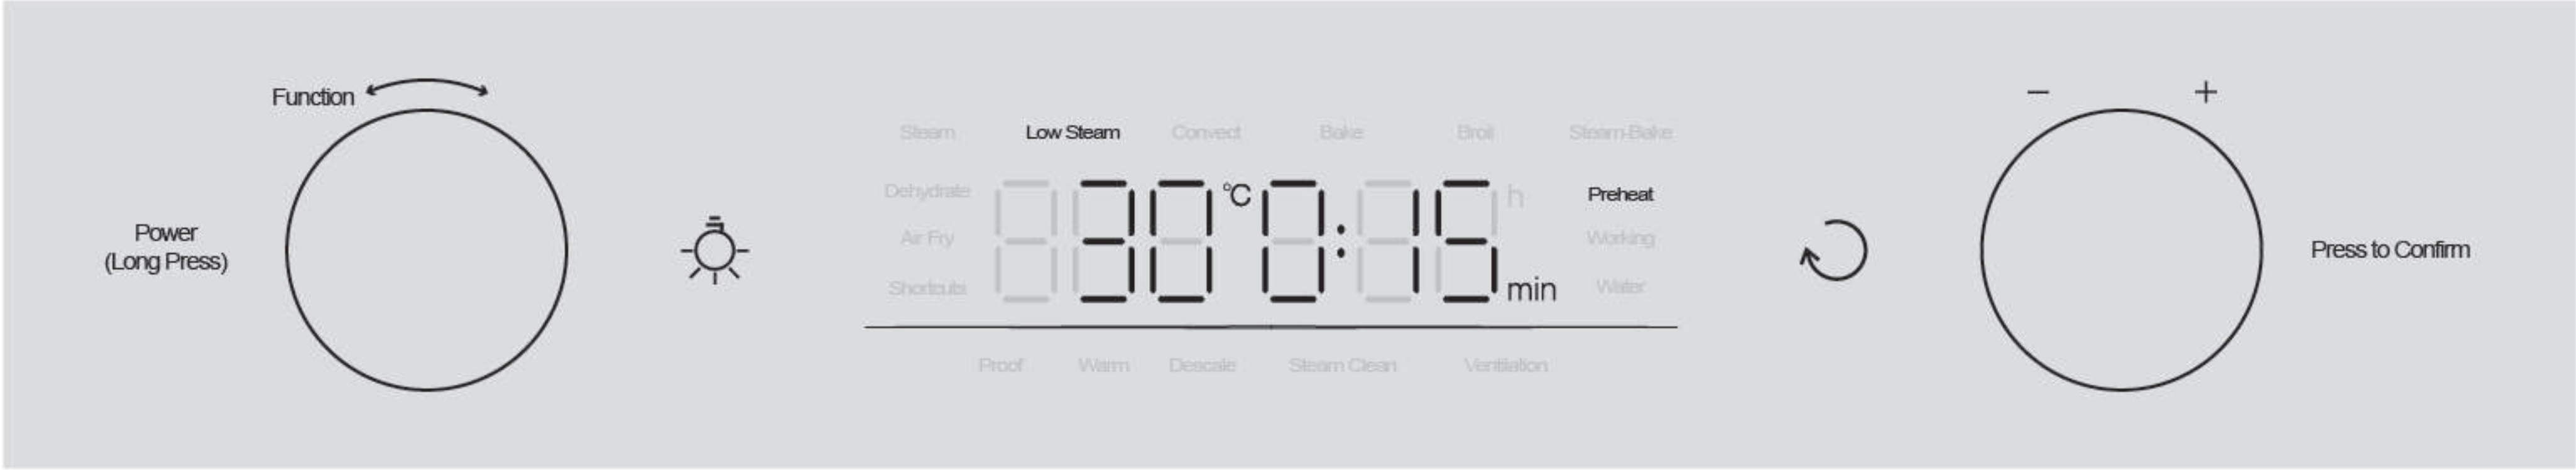 Function
Power
(Long Press)
Steam Low Steam Convect Bake Broil Steam-Bake
Dehydrate
Air Fry
Shortcuts
30 °C 0:15 h min
Preheat
Working
Water
Proof Warm Descale Steam Clean Ventilation
− +
Press to Confirm